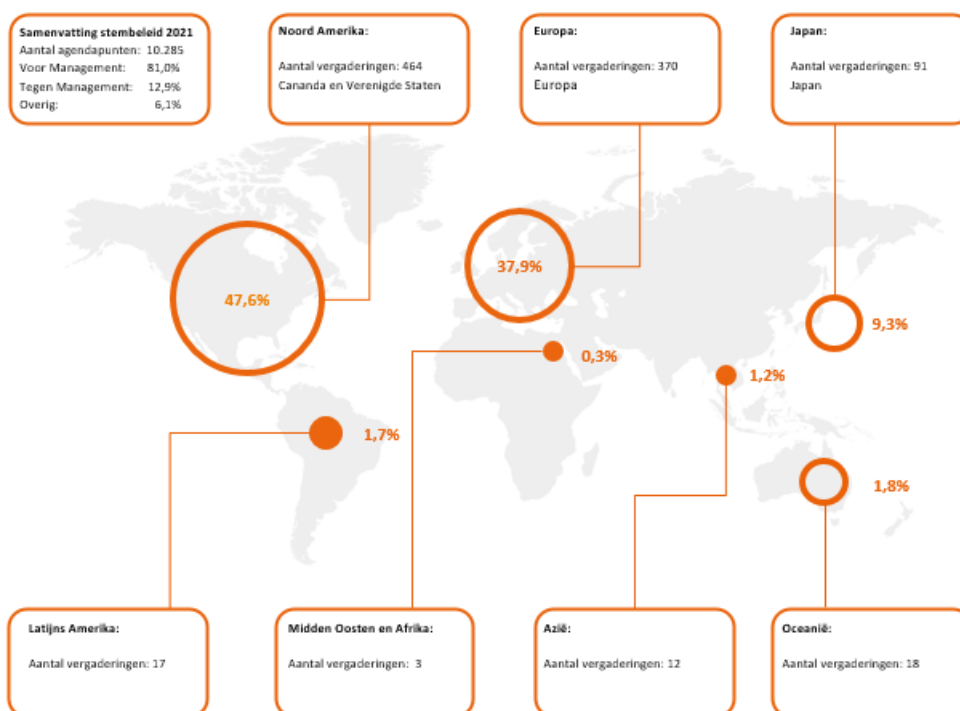 Samenvatting stembeleid 2021
Aantal agendapunten: 10.285
Voor Management: 81,0%
Tegen Management: 12,9%
Overig: 6,1%
Noord Amerika:
Aantal vergaderingen: 464
Cananda en Verenigde Staten
Europa:
Aantal vergaderingen: 370
Europa
Japan:
Aantal vergaderingen: 91
Japan
47,6%
37,9%
9,3%
0,3%
1,2%
1,7%
1,8%
Latijns Amerika:
Aantal vergaderingen: 17
Midden Oosten en Afrika:
Aantal vergaderingen: 3
Azië:
Aantal vergaderingen: 12
Oceanië:
Aantal vergaderingen: 18